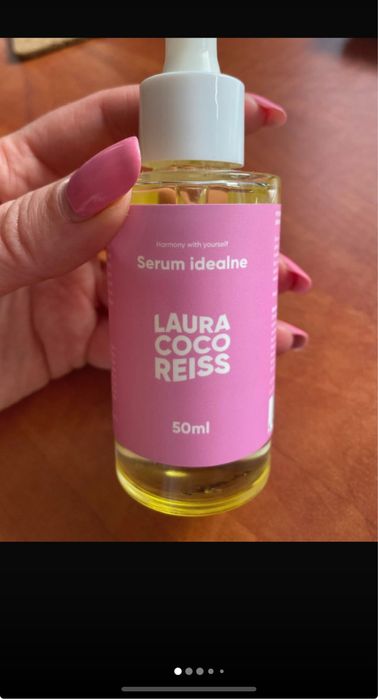 Harmony with yourself
Serum idealne
LAURA
COCO
REISS
50ml